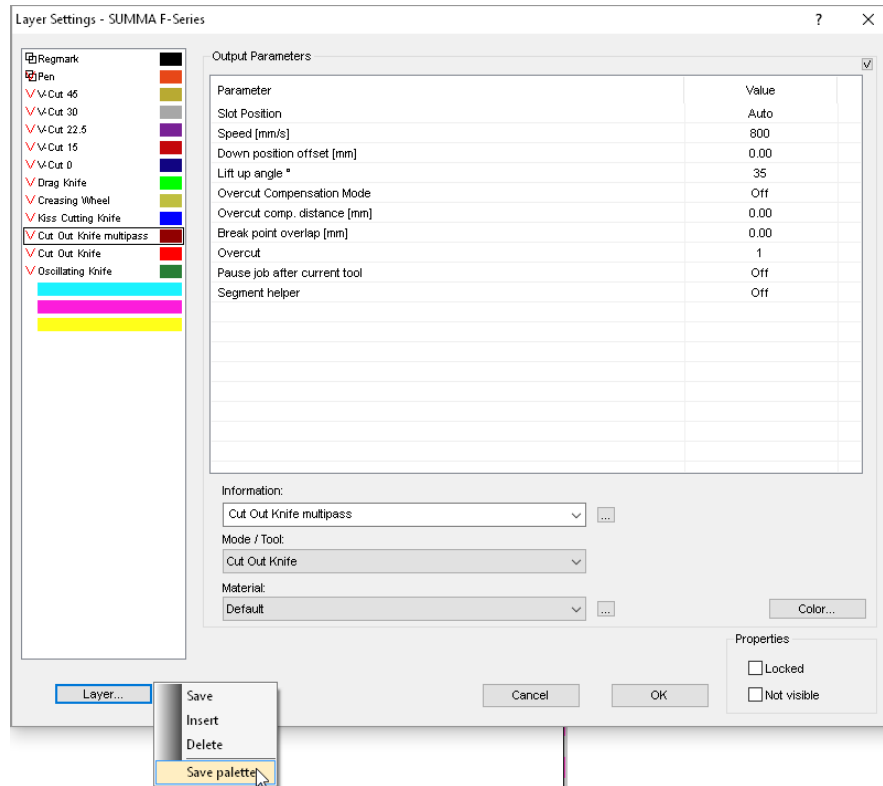 Layer Settings - SUMMA F-Series
?
Regmark
Pen
V-Cut 45
V-Cut 30
V-Cut 22.5
V-Cut 15
V-Cut 0
Drag Knife
Creasing Wheel
Kiss Cutting Knife
Cut Out Knife multipass
Cut Out Knife
Oscillating Knife
Output Parameters
Parameter Value
Slot Position Auto
Speed [mm/s] 800
Down position offset [mm] 0.00
Lift up angle ° 35
Overcut Compensation Mode Off
Overcut comp. distance [mm] 0.00
Break point overlap [mm] 0.00
Overcut 1
Pause job after current tool Off
Segment helper Off
Information:
Cut Out Knife multipass
...
Mode / Tool:
Cut Out Knife
Material:
Default
...
Color...
Properties
Locked
Not visible
Layer...
Cancel
OK
Save
Insert
Delete
Save palette